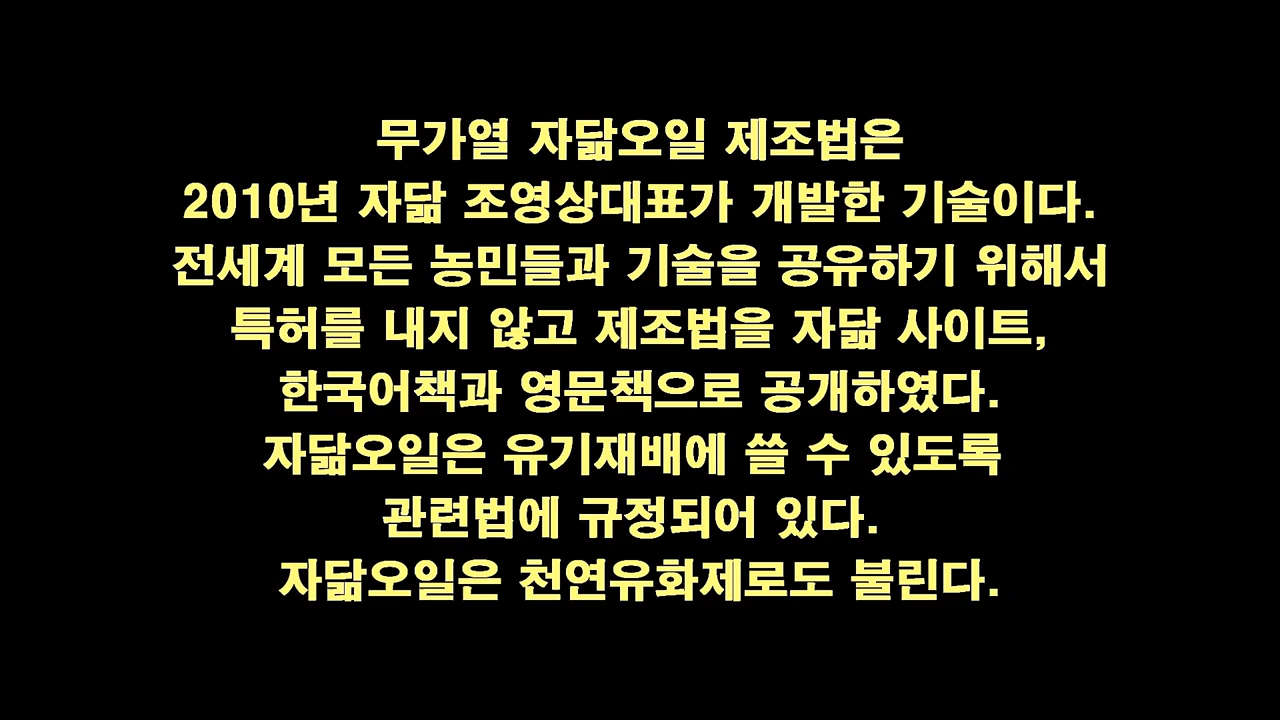 무가열 자닮오일 제조법은
2010년 자닮 조영상대표가 개발한 기술이다.
전세계 모든 농민들과 기술을 공유하기 위해서
특허를 내지 않고 제조법을 자닮 사이트,
한국어책과 영문책으로 공개하였다.
자닮오일은 유기재배에 쓸 수 있도록
관련법에 규정되어 있다.
자닮오일은 천연유화제로도 불린다.